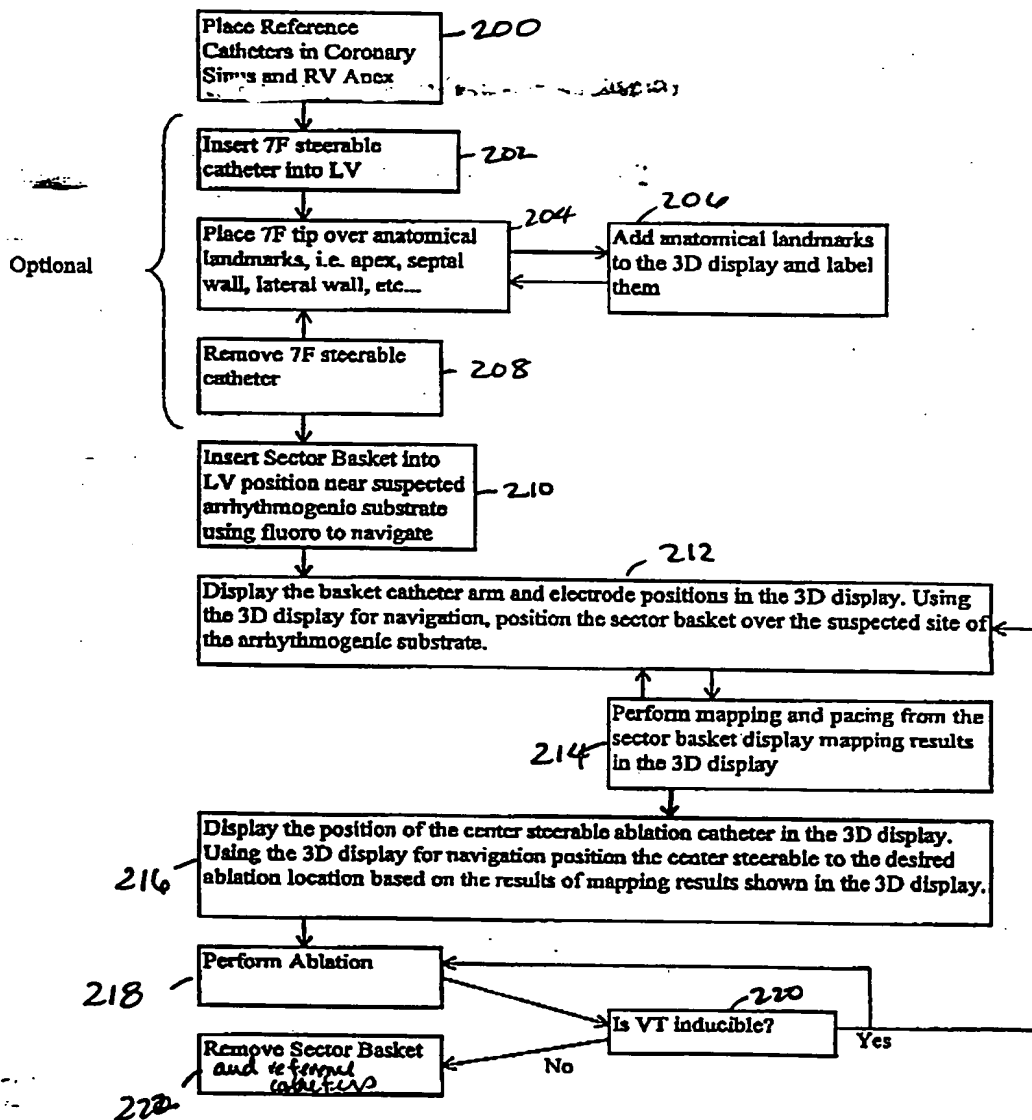 Place Reference
Catheters in Coronary
Sinus and RV Apex
200
Insert 7F steerable
catheter into LV
202
Optional
Place 7F tip over anatomical
landmarks, i.e. apex, septal
wall, lateral wall, etc...
204
206
Add anatomical landmarks
to the 3D display and label
them
Remove 7F steerable
catheter
208
Insert Sector Basket into
LV position near suspected
arrhythmogenic substrate
using fluoro to navigate
210
212
Display the basket catheter arm and electrode positions in the 3D display. Using
the 3D display for navigation, position the sector basket over the suspected site of
the arrhythmogenic substrate.
Perform mapping and pacing from the
sector basket display mapping results
in the 3D display
214
Display the position of the center steerable ablation catheter in the 3D display.
Using the 3D display for navigation position the center steerable to the desired
ablation location based on the results of mapping results shown in the 3D display.
216
Perform Ablation
218
220
Is VT inducible?
Yes
No
Remove Sector Basket
and catheters
222